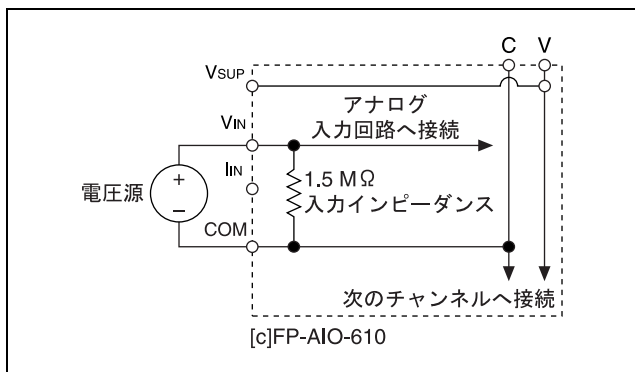 C V
VSUP
アナログ
入力回路へ接続
VIN
IIN
1.5 MΩ
入力インピーダンス
電圧源
+
−
COM
次のチャンネルへ接続
[c]FP-AIO-610